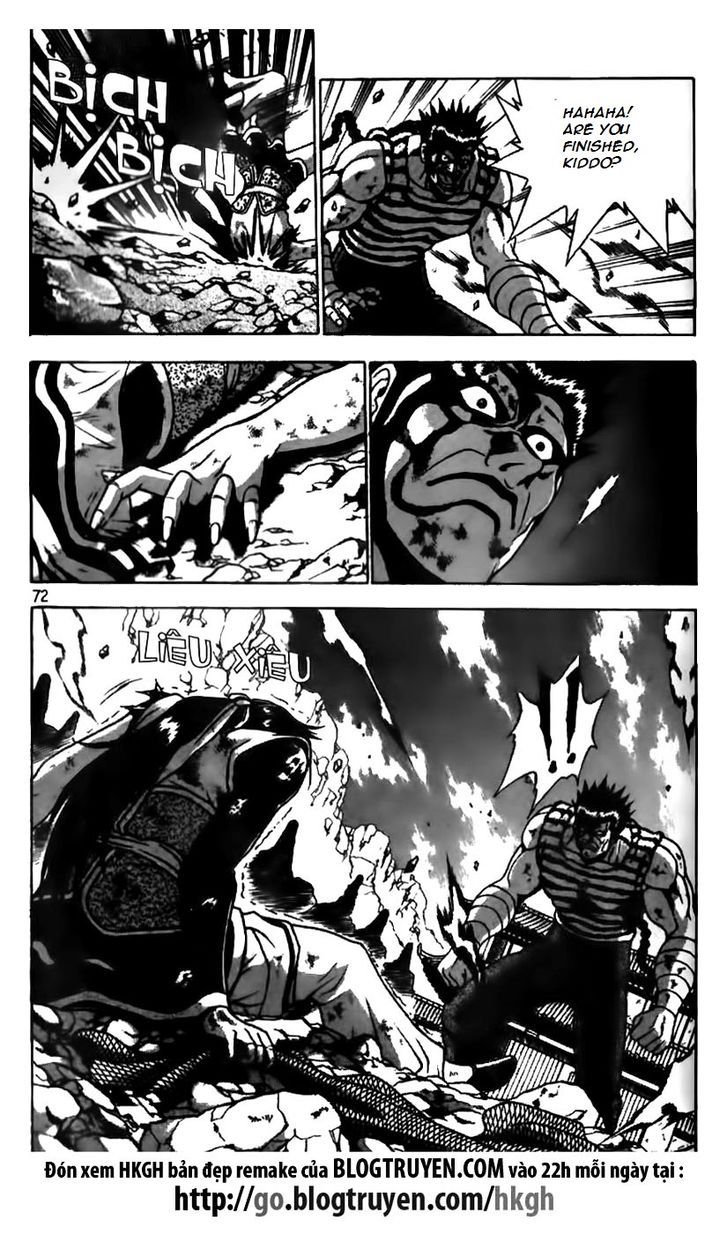 BỊCH
BỊCH
HAHAHA!
ARE YOU
FINISHED,
KIDDO?
72
LIÊU XIÊU
!!
Đón xem HKGH bản đẹp remake của BLOGTRUYEN.COM vào 22h mỗi ngày tại :
http://go.blogtruyen.com/hkgh